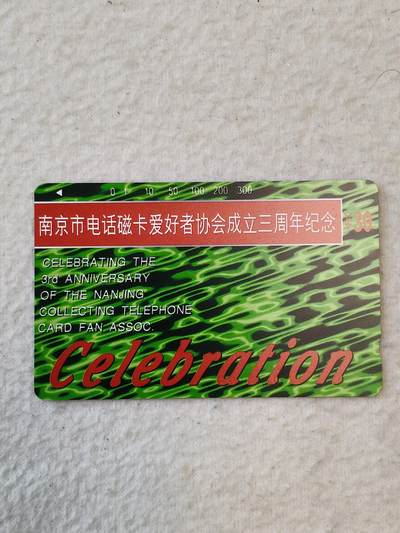 ◀ 0 1 10 50 100 200 300
南京市电话磁卡爱好者协会成立三周年纪念
30
CELEBRATING THE
3rd ANNIVERSARY
OF THE NANJING
COLLECTING TELEPHONE
CARD FAN ASSOC.
Celebration